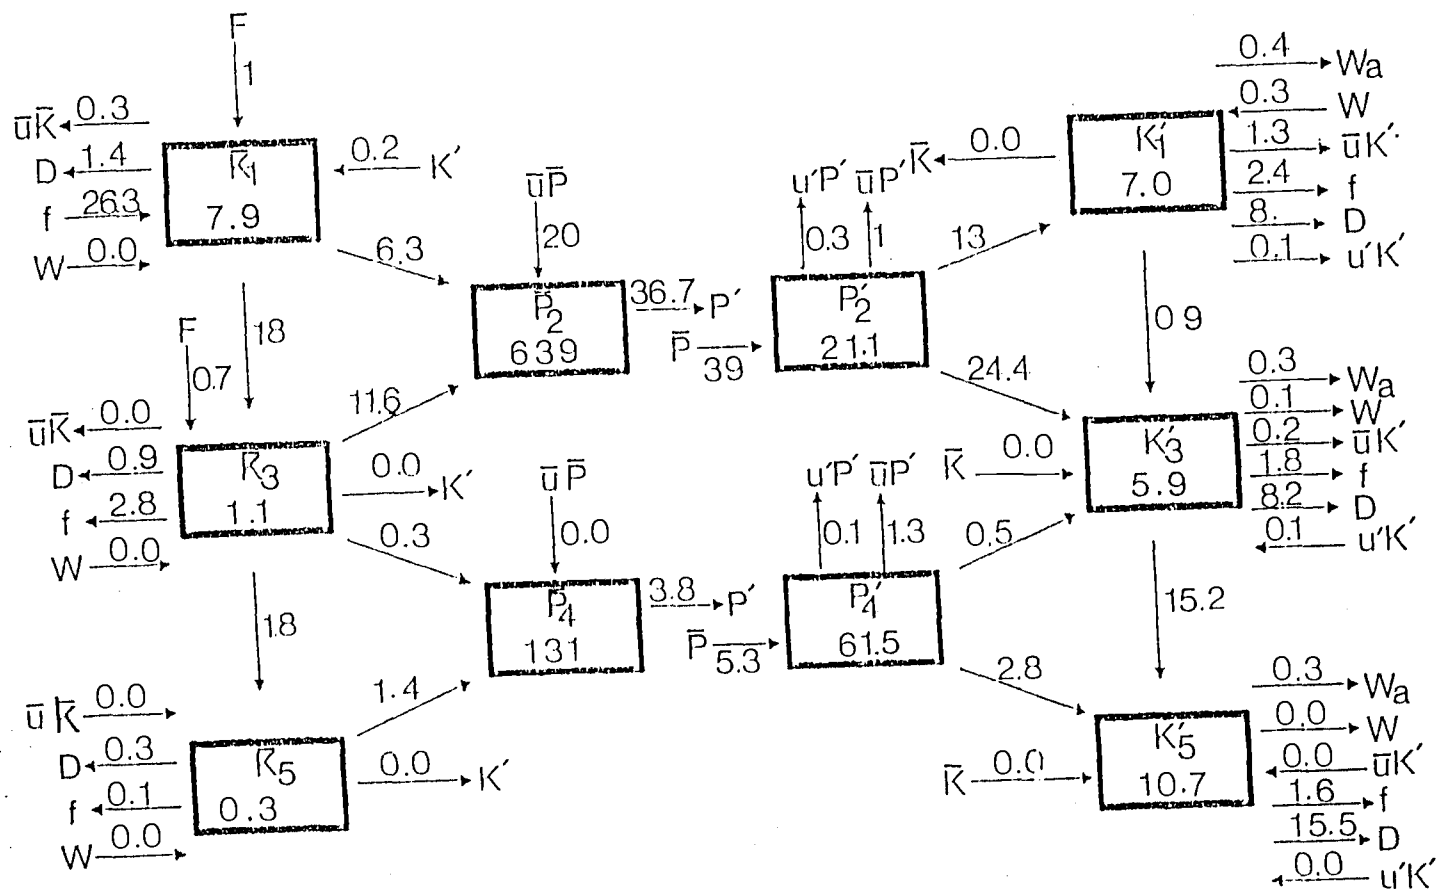 F
1
ūK̄ 0.3
D 1.4
f 26.3
W 0.0
K̄1
7.9
0.2 K′
6.3
18
F
0.7
ūK̄ 0.0
D 0.9
f 2.8
W 0.0
K̄3
1.1
11.6
0.0 K′
0.3
1.8
ūK̄ 0.0
D 0.3
f 0.1
W 0.0
K̄5
0.3
1.4
0.0 K′
ūP̄
20
P̄2
639
36.7 P′
ūP̄
0.0
P̄4
131
3.8 P′
u′P′ ūP′
0.3 1
P̄ 39
P′2
21.1
13
24.4
u′P′ ūP′
0.1 1.3
P̄ 5.3
P′4
61.5
0.5
2.8
K̄ 0.0
K′1
7.0
0.4 Wa
0.3 W
1.3 ūK′
2.4 f
8. D
0.1 u′K′
0 9
K̄ 0.0
K′3
5.9
0.3 Wa
0.1 W
0.2 ūK′
1.8 f
8.2 D
0.1 u′K′
15.2
K̄ 0.0
K′5
10.7
0.3 Wa
0.0 W
0.0 ūK′
1.6 f
15.5 D
0.0 u′K′